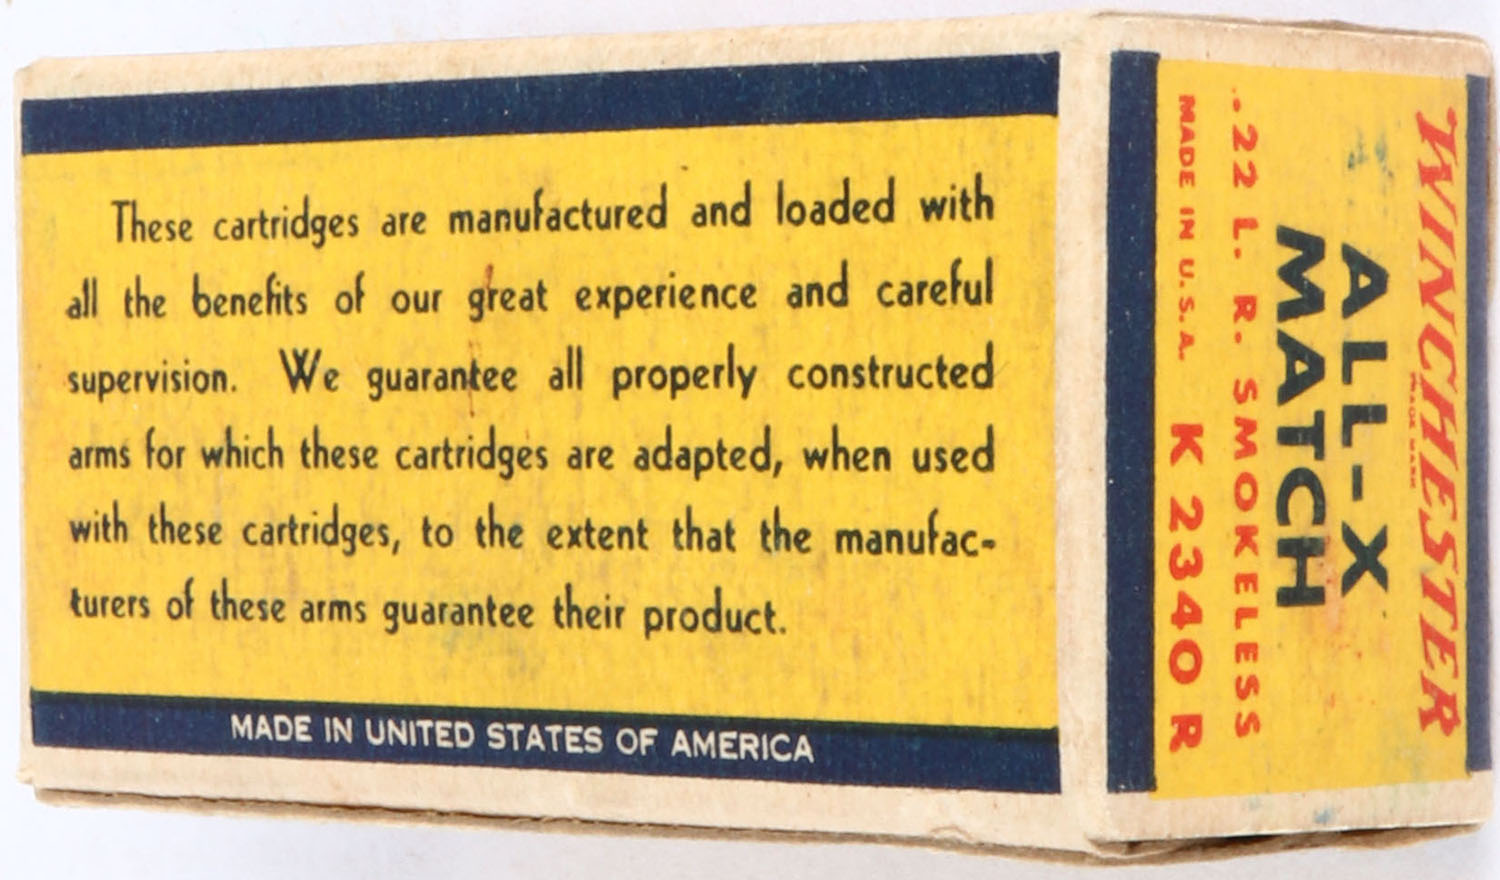 These cartridges are manufactured and loaded with
all the benefits of our great experience and careful
supervision. We guarantee all properly constructed
arms for which these cartridges are adapted, when used
with these cartridges, to the extent that the manufac-
turers of these arms guarantee their product.
MADE IN UNITED STATES OF AMERICA
WINCHESTER
TRADE MARK
ALL-X
MATCH
.22 L. R. SMOKELESS
MADE IN U.S.A. K 2340 R